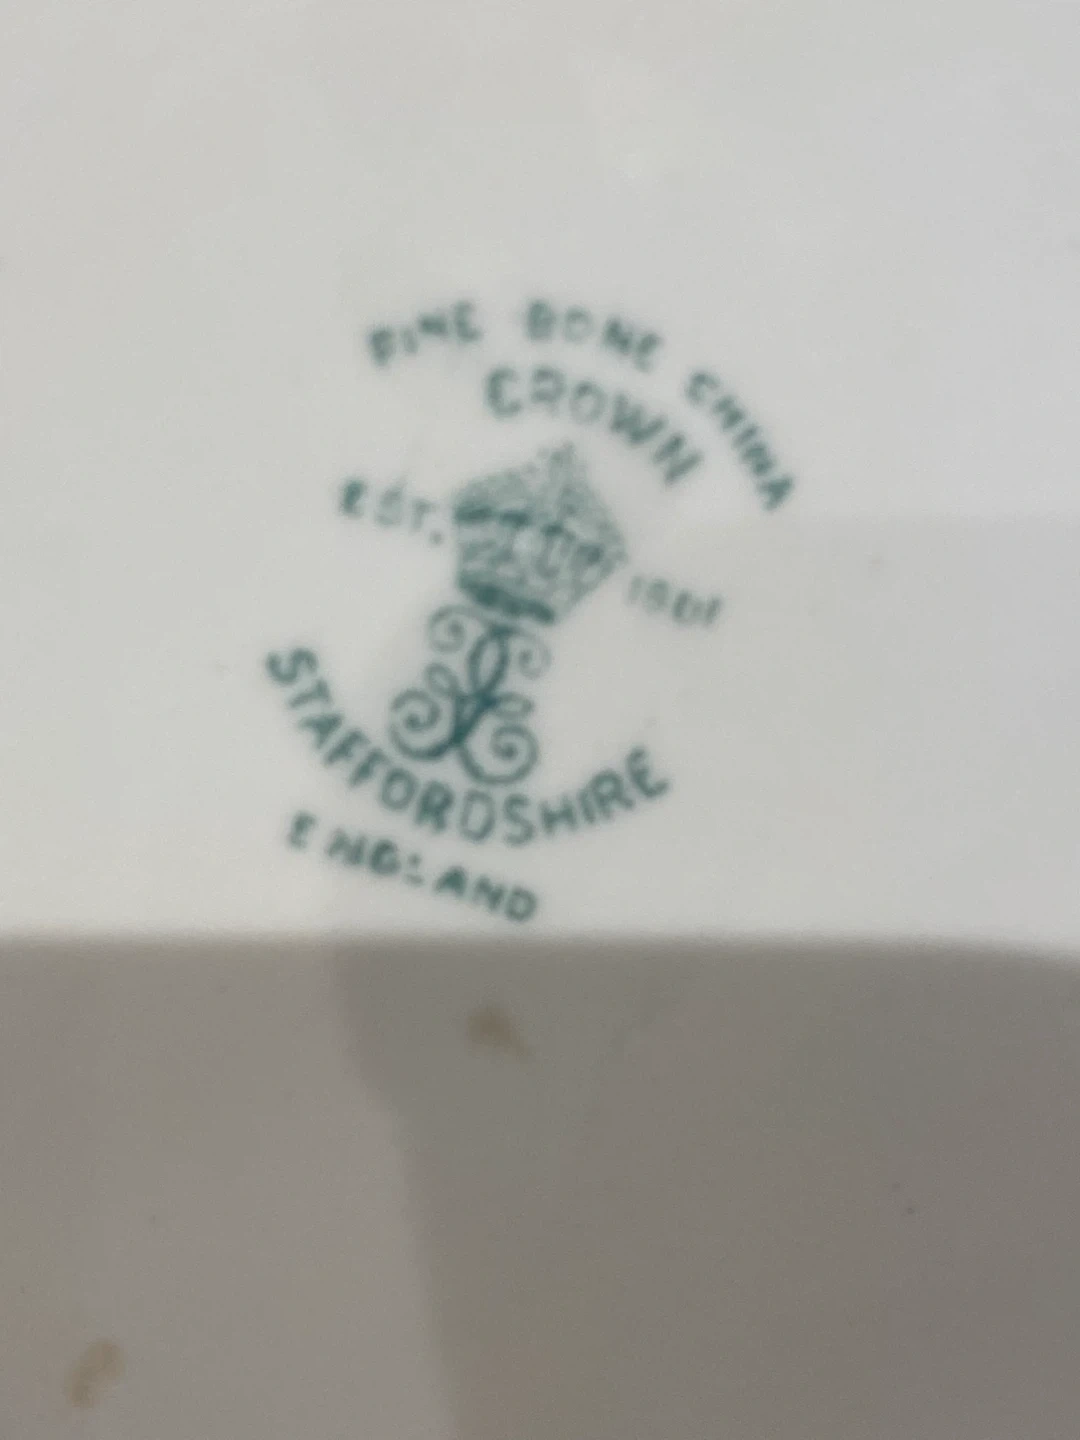 FINE BONE CHINA
CROWN
EST. 1801
STAFFORDSHIRE
ENGLAND